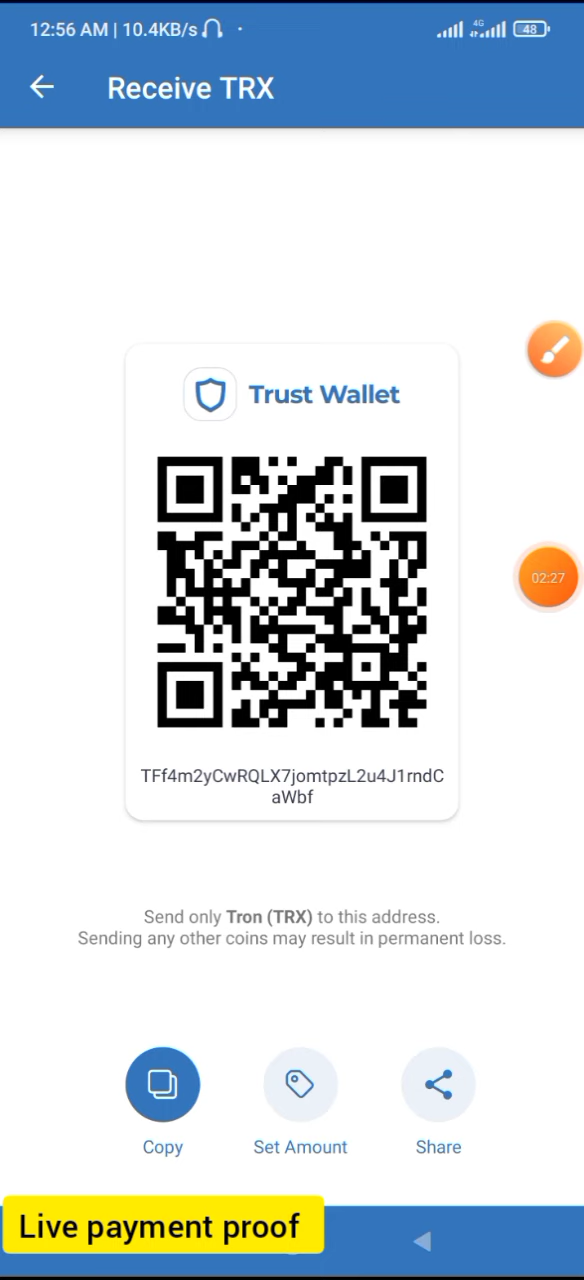 12:56 AM | 10.4KB/s
4G
48
Receive TRX
Trust Wallet
02:27
TFf4m2yCwRQLX7jomtpzL2u4J1rndC
aWbf
Send only Tron (TRX) to this address.
Sending any other coins may result in permanent loss.
Copy
Set Amount
Share
Live payment proof